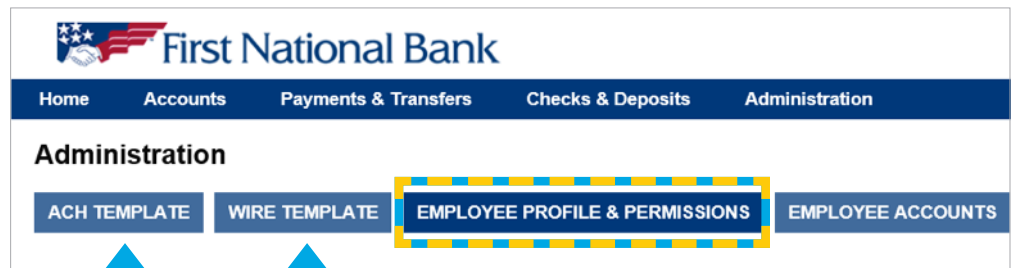 First National Bank
Home Accounts Payments & Transfers Checks & Deposits Administration
Administration
ACH TEMPLATE WIRE TEMPLATE EMPLOYEE PROFILE & PERMISSIONS EMPLOYEE ACCOUNTS